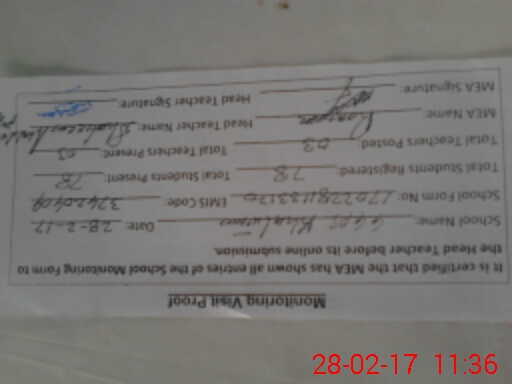 Monitoring Visit Proof
It is certified that the MEA has shown all entries of the School Monitoring Form to
the Head Teacher before its online submission.
School Name: GGPS Date: 28-2-17
School Form No: EMIS Code:
Total Students Registered: 78 Total Students Present: 78
Total Teachers Posted: 03 Total Teachers Present: 03
MEA Name: Head Teacher Name:
MEA Signature: Head Teacher Signature:
28-02-17 11:36